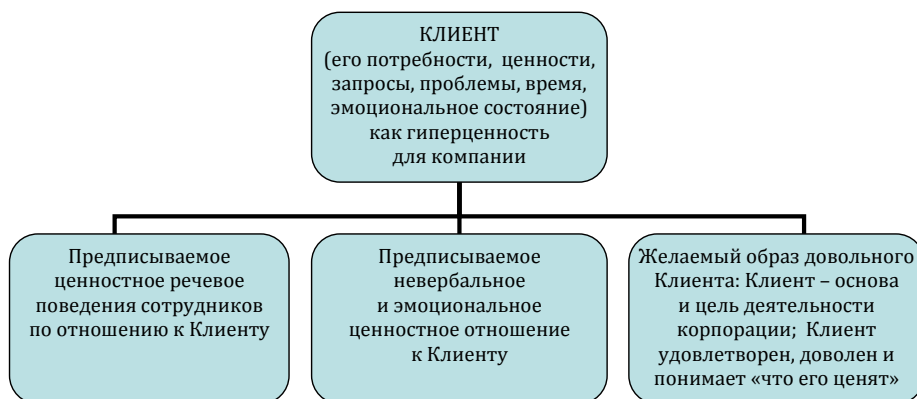 КЛИЕНТ
(его потребности, ценности,
запросы, проблемы, время,
эмоциональное состояние)
как гиперценность
для компании
Предписываемое
ценностное речевое
поведения сотрудников
по отношению к Клиенту
Предписываемое
невербальное
и эмоциональное
ценностное отношение
к Клиенту
Желаемый образ довольного
Клиента: Клиент – основа
и цель деятельности
корпорации; Клиент
удовлетворен, доволен и
понимает «что его ценят»